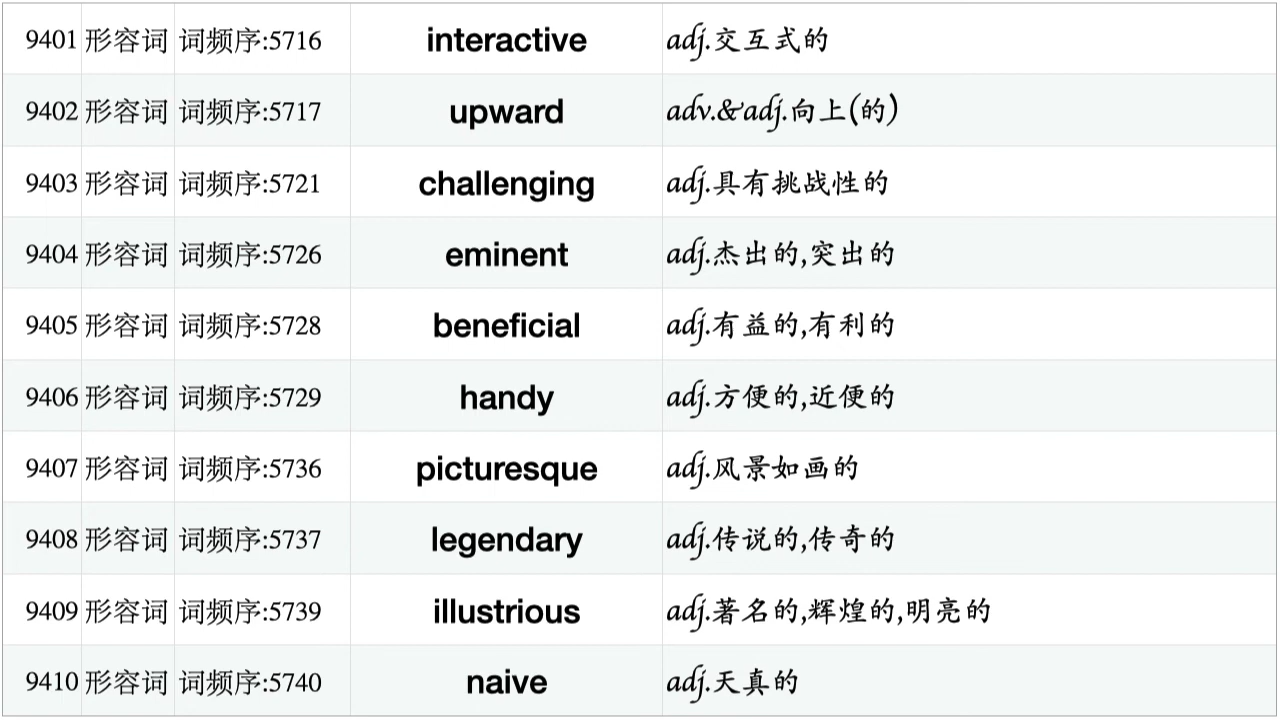 9401 形容词 词频序:5716 interactive adj.交互式的
9402 形容词 词频序:5717 upward adv.&adj.向上(的)
9403 形容词 词频序:5721 challenging adj.具有挑战性的
9404 形容词 词频序:5726 eminent adj.杰出的,突出的
9405 形容词 词频序:5728 beneficial adj.有益的,有利的
9406 形容词 词频序:5729 handy adj.方便的,近便的
9407 形容词 词频序:5736 picturesque adj.风景如画的
9408 形容词 词频序:5737 legendary adj.传说的,传奇的
9409 形容词 词频序:5739 illustrious adj.著名的,辉煌的,明亮的
9410 形容词 词频序:5740 naive adj.天真的